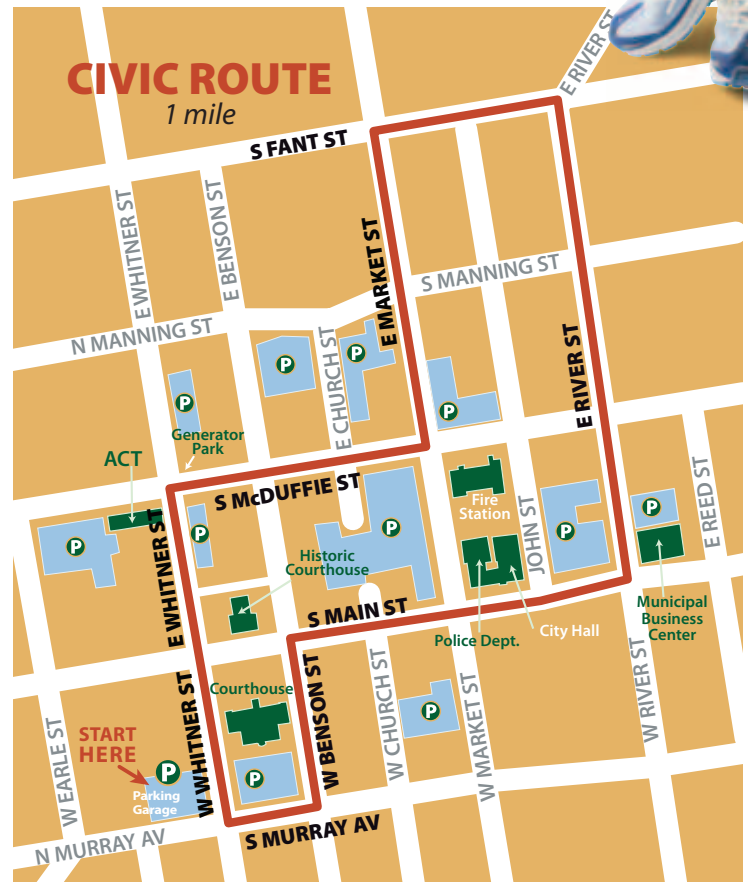 CIVIC ROUTE
1 mile
E RIVER ST
S FANT ST
E WHITNER ST
E BENSON ST
E MARKET ST
S MANNING ST
N MANNING ST
E CHURCH ST
E RIVER ST
P
P
P
P
Generator
Park
ACT
S McDUFFIE ST
E REED ST
Fire
Station
P
P
P
P
P
JOHN ST
E WHITNER ST
Historic
Courthouse
S MAIN ST
Police Dept.
City Hall
Municipal
Business
Center
Courthouse
W WHITNER ST
W BENSON ST
W CHURCH ST
W MARKET ST
W RIVER ST
W EARLE ST
START
HERE
P
Parking
Garage
P
P
N MURRAY AV
S MURRAY AV